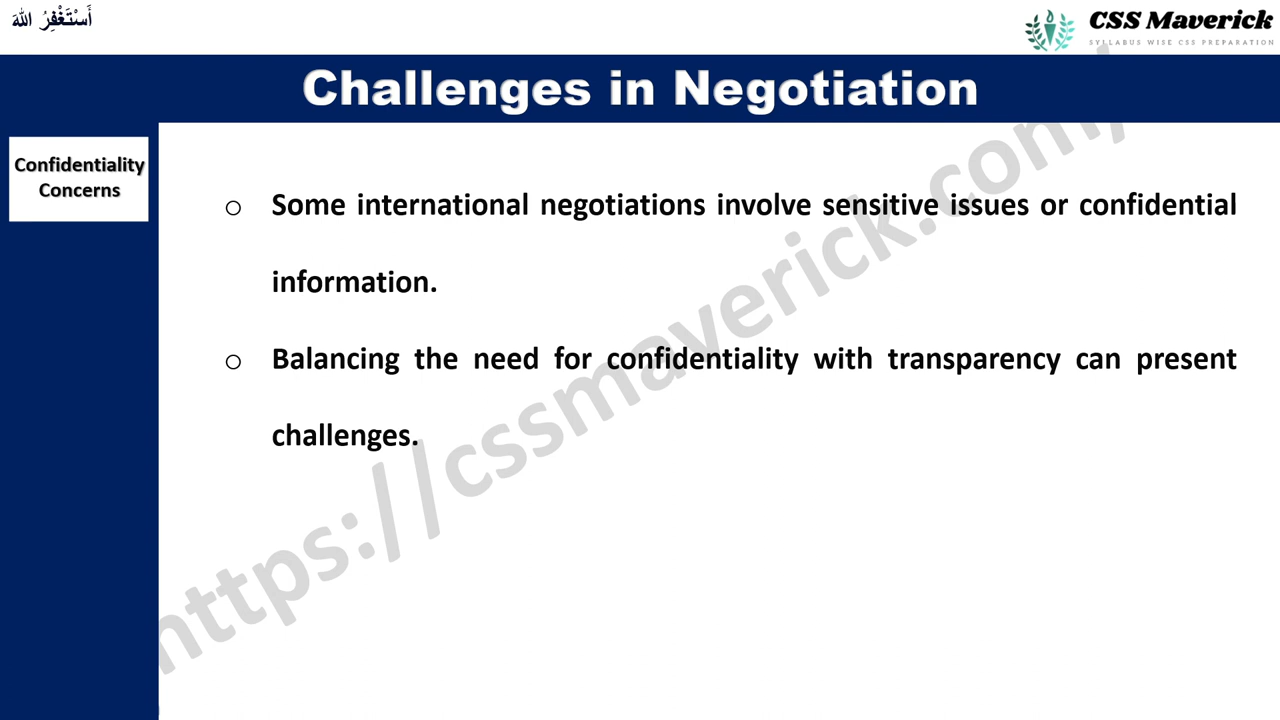 أَسْتَغْفِرُ اللهَ
CSS Maverick
SYLLABUS WISE CSS PREPARATION
Challenges in Negotiation
Confidentiality
Concerns
o Some international negotiations involve sensitive issues or confidential
information.
o Balancing the need for confidentiality with transparency can present
challenges.
https://cssmaverick.com/